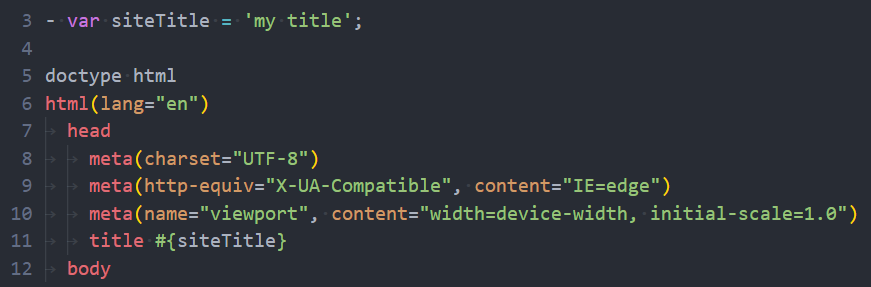 3 - var siteTitle = 'my title';
4
5 doctype html
6 html(lang="en")
7 head
8 meta(charset="UTF-8")
9 meta(http-equiv="X-UA-Compatible", content="IE=edge")
10 meta(name="viewport", content="width=device-width, initial-scale=1.0")
11 title #{siteTitle}
12 body